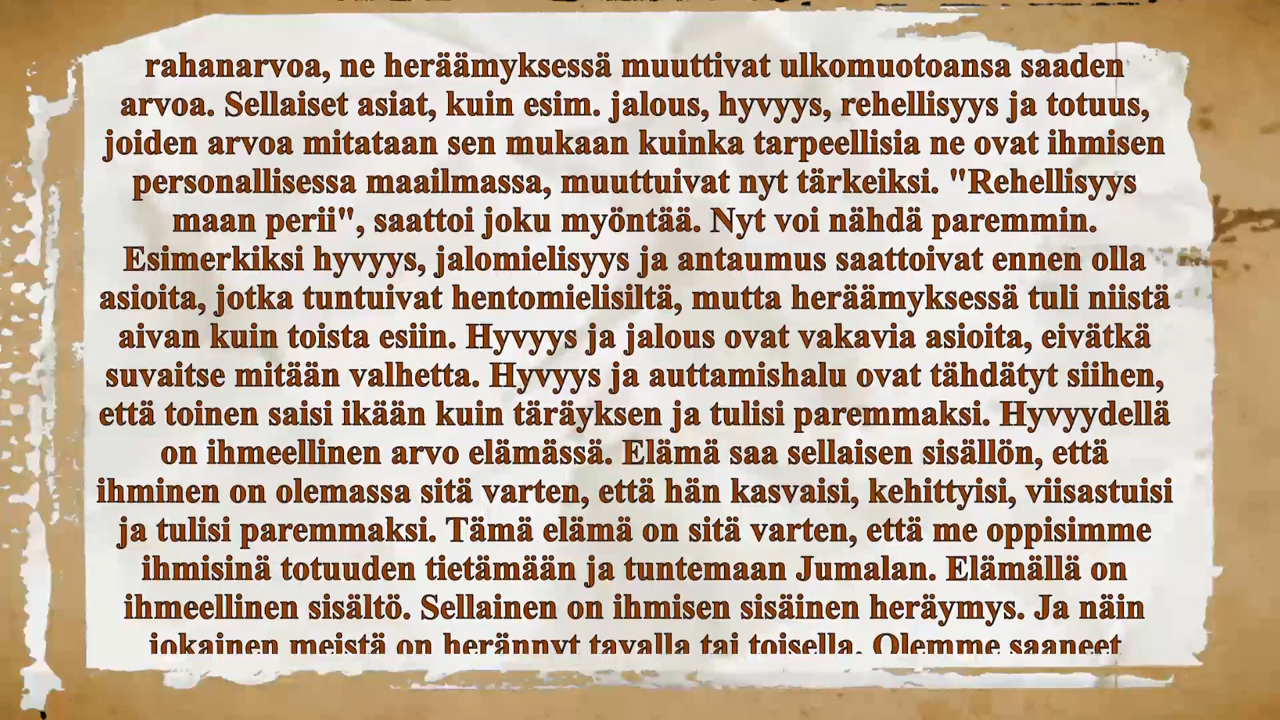 rahanarvoa, ne heräämyksessä muuttivat ulkomuotoansa saaden
arvoa. Sellaiset asiat, kuin esim. jalous, hyvyys, rehellisyys ja totuus,
joiden arvoa mitataan sen mukaan kuinka tarpeellisia ne ovat ihmisen
personallisessa maailmassa, muuttuivat nyt tärkeiksi. "Rehellisyys
maan perii", saattoi joku myöntää. Nyt voi nähdä paremmin.
Esimerkiksi hyvyys, jalomielisyys ja antaumus saattoivat ennen olla
asioita, jotka tuntuivat hentomielisiltä, mutta heräämyksessä tuli niistä
aivan kuin toista esiin. Hyvyys ja jalous ovat vakavia asioita, eivätkä
suvaitse mitään valhetta. Hyvyys ja auttamishalu ovat tähdätyt siihen,
että toinen saisi ikään kuin täräyksen ja tulisi paremmaksi. Hyvyydellä
on ihmeellinen arvo elämässä. Elämä saa sellaisen sisällön, että
ihminen on olemassa sitä varten, että hän kasvaisi, kehittyisi, viisastuisi
ja tulisi paremmaksi. Tämä elämä on sitä varten, että me oppisimme
ihmisinä totuuden tietämään ja tuntemaan Jumalan. Elämällä on
ihmeellinen sisältö. Sellainen on ihmisen sisäinen heräymys. Ja näin
jokainen meistä on herännyt tavalla tai toisella. Olemme saaneet